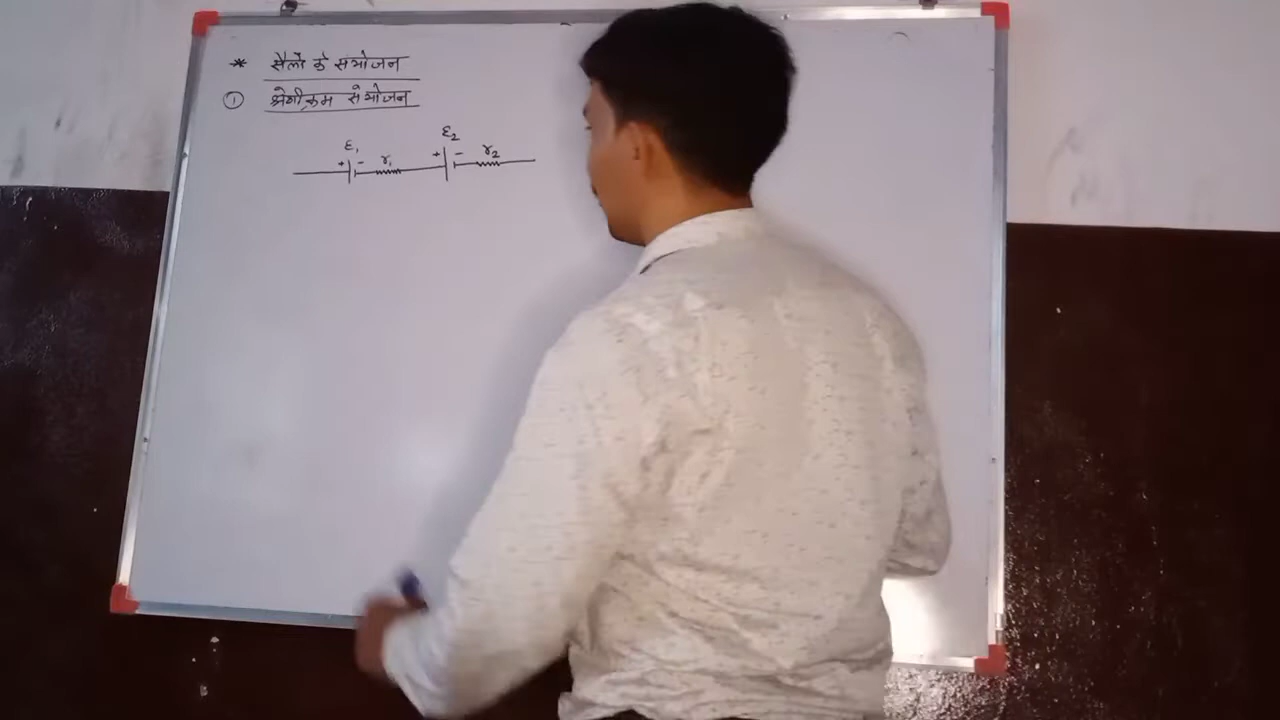 * सैलों के संयोजन
① श्रेणीक्रम संयोजन
ε₁ ε₂
+ - r₁ + - r₂